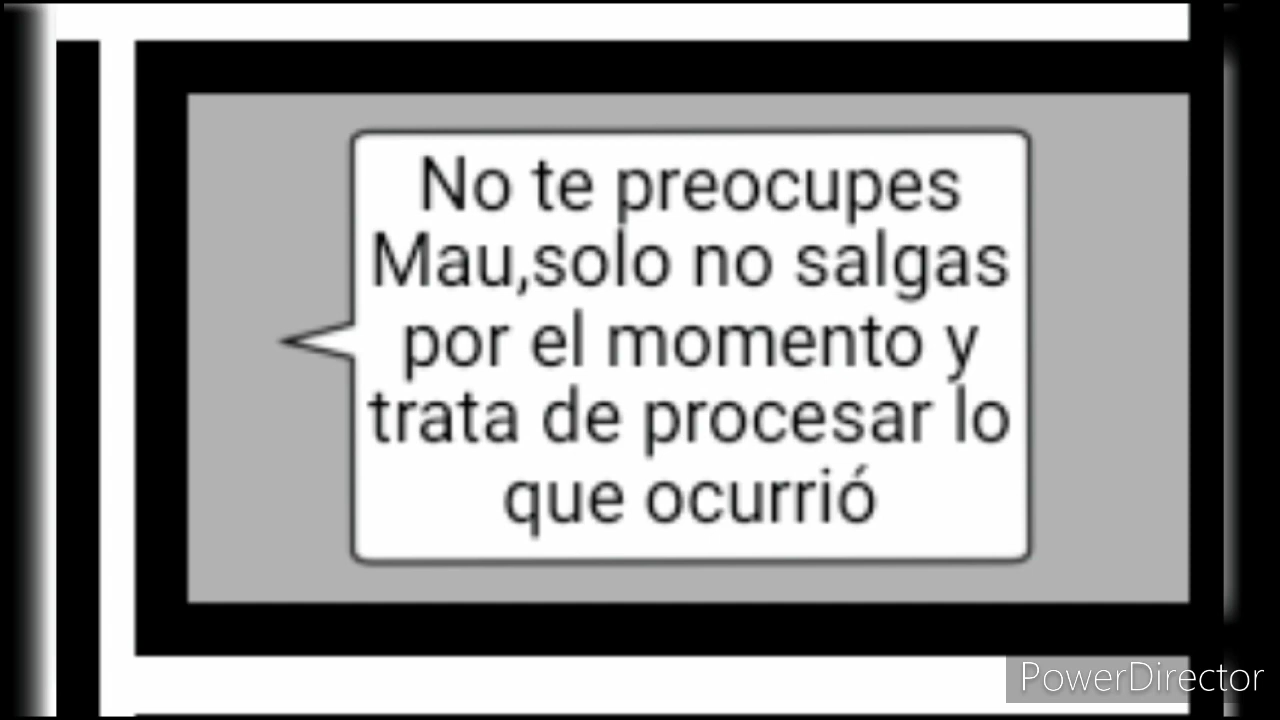 No te preocupes
Mau,solo no salgas
por el momento y
trata de procesar lo
que ocurrió
PowerDirector